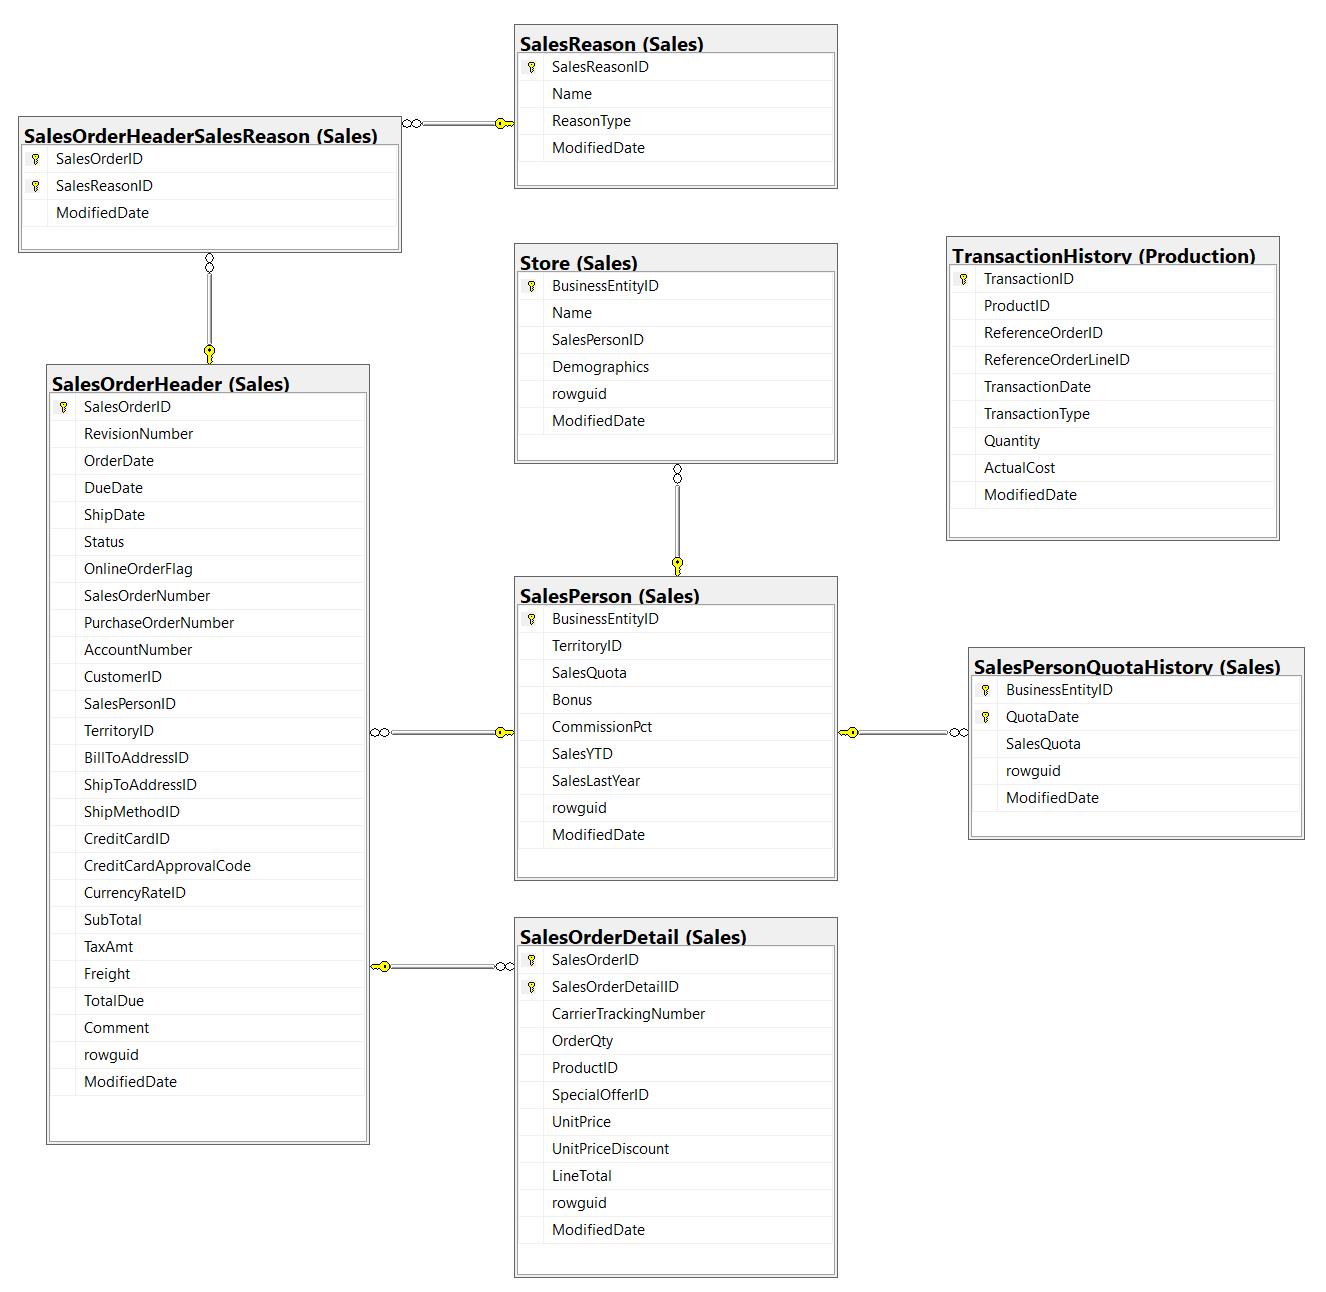 SalesReason (Sales)
SalesReasonID
Name
ReasonType
ModifiedDate
SalesOrderHeaderSalesReason (Sales)
SalesOrderID
SalesReasonID
ModifiedDate
Store (Sales)
BusinessEntityID
Name
SalesPersonID
Demographics
rowguid
ModifiedDate
TransactionHistory (Production)
TransactionID
ProductID
ReferenceOrderID
ReferenceOrderLineID
TransactionDate
TransactionType
Quantity
ActualCost
ModifiedDate
SalesOrderHeader (Sales)
SalesOrderID
RevisionNumber
OrderDate
DueDate
ShipDate
Status
OnlineOrderFlag
SalesOrderNumber
PurchaseOrderNumber
AccountNumber
CustomerID
SalesPersonID
TerritoryID
BillToAddressID
ShipToAddressID
ShipMethodID
CreditCardID
CreditCardApprovalCode
CurrencyRateID
SubTotal
TaxAmt
Freight
TotalDue
Comment
rowguid
ModifiedDate
SalesPerson (Sales)
BusinessEntityID
TerritoryID
SalesQuota
Bonus
CommissionPct
SalesYTD
SalesLastYear
rowguid
ModifiedDate
SalesPersonQuotaHistory (Sales)
BusinessEntityID
QuotaDate
SalesQuota
rowguid
ModifiedDate
SalesOrderDetail (Sales)
SalesOrderID
SalesOrderDetailID
CarrierTrackingNumber
OrderQty
ProductID
SpecialOfferID
UnitPrice
UnitPriceDiscount
LineTotal
rowguid
ModifiedDate